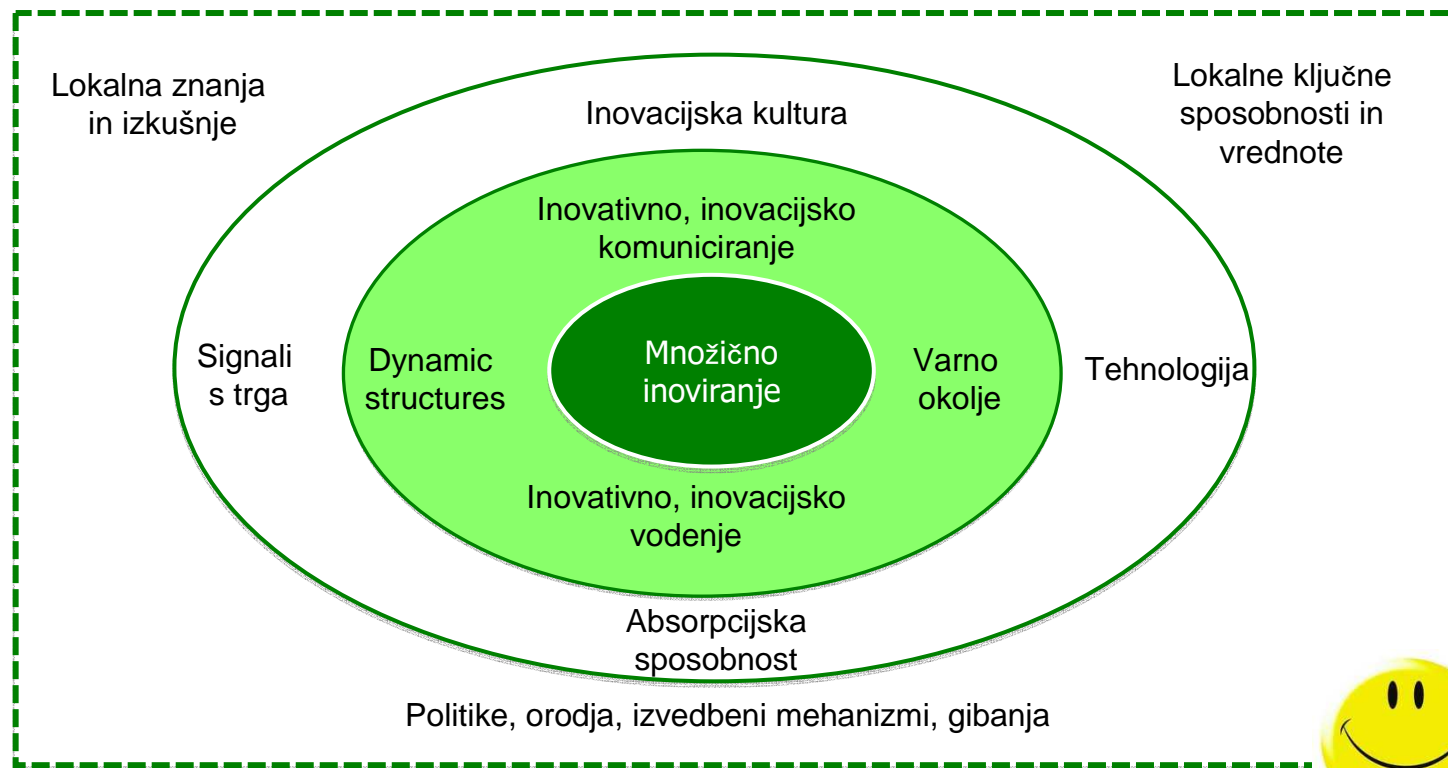 Lokalna znanja
in izkušnje
Lokalne ključne
sposobnosti in
vrednote
Inovacijska kultura
Inovativno, inovacijsko
komuniciranje
Signali
s trga
Dynamic
structures
Množično
inoviranje
Varno
okolje
Tehnologija
Inovativno, inovacijsko
vodenje
Absorpcijska
sposobnost
Politike, orodja, izvedbeni mehanizmi, gibanja